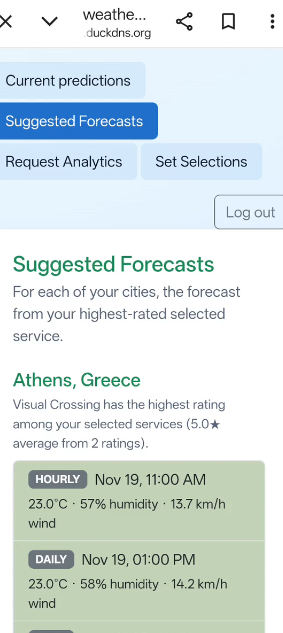 weathe...
duckdns.org
Current predictions
Suggested Forecasts
Request Analytics
Set Selections
Log out
Suggested Forecasts
For each of your cities, the forecast
from your highest-rated selected
service.
Athens, Greece
Visual Crossing has the highest rating
among your selected services (5.0★
average from 2 ratings).
HOURLY Nov 19, 11:00 AM
23.0°C · 57% humidity · 13.7 km/h
wind
DAILY Nov 19, 01:00 PM
23.0°C · 58% humidity · 14.2 km/h
wind